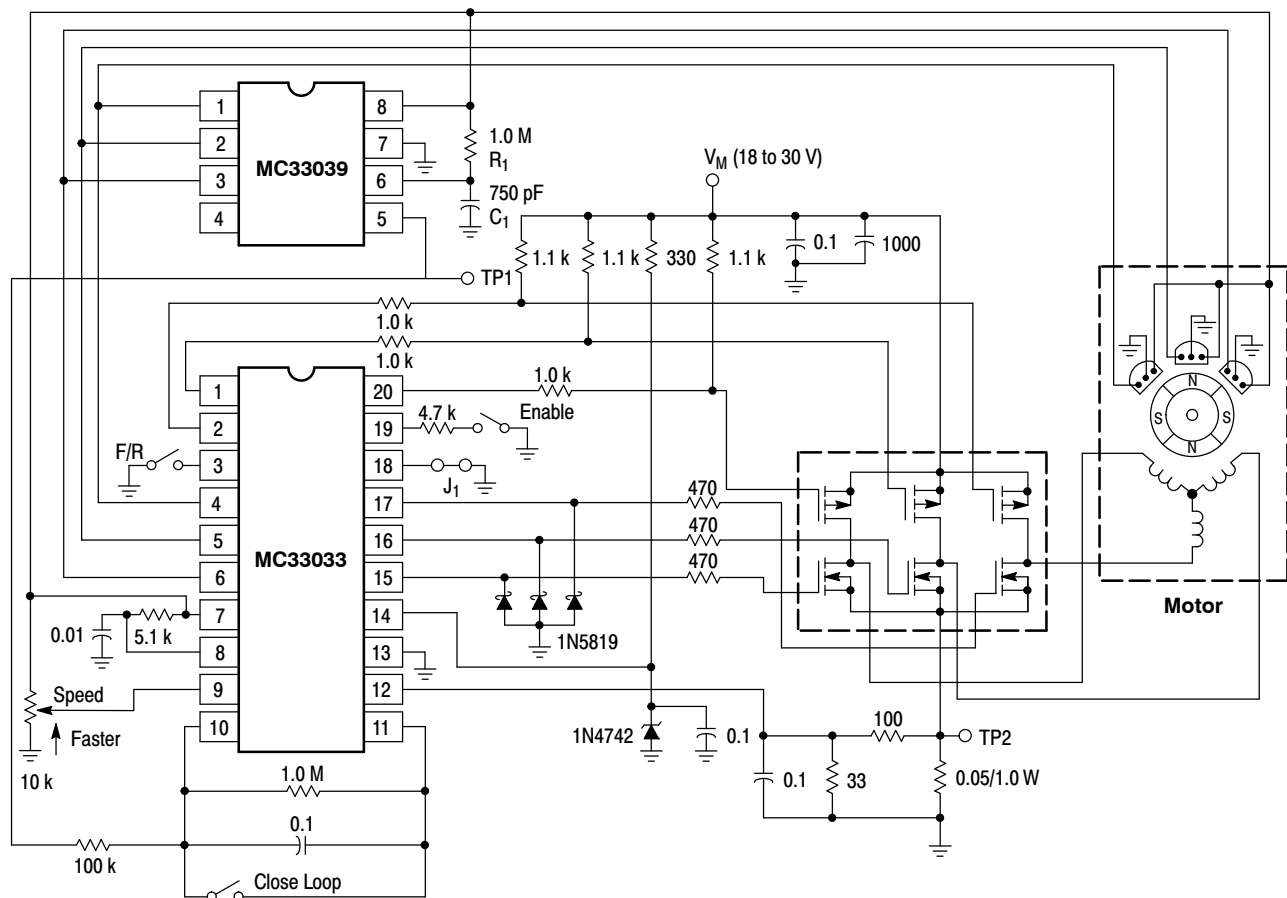 1
2
3
4
MC33039
8
7
6
5
1.0 M
R1
750 pF
C1
TP1
VM (18 to 30 V)
1.1 k
1.1 k
330
1.1 k
0.1
1000
1.0 k
1.0 k
1.0 k
Enable
4.7 k
F/R
J1
1
2
3
4
5
6
7
8
9
10
MC33033
20
19
18
17
16
15
14
13
12
11
470
470
470
N
S
S
N
Motor
0.01
5.1 k
1N5819
Speed
Faster
10 k
1N4742
0.1
100
TP2
0.1
33
0.05/1.0 W
1.0 M
0.1
100 k
Close Loop